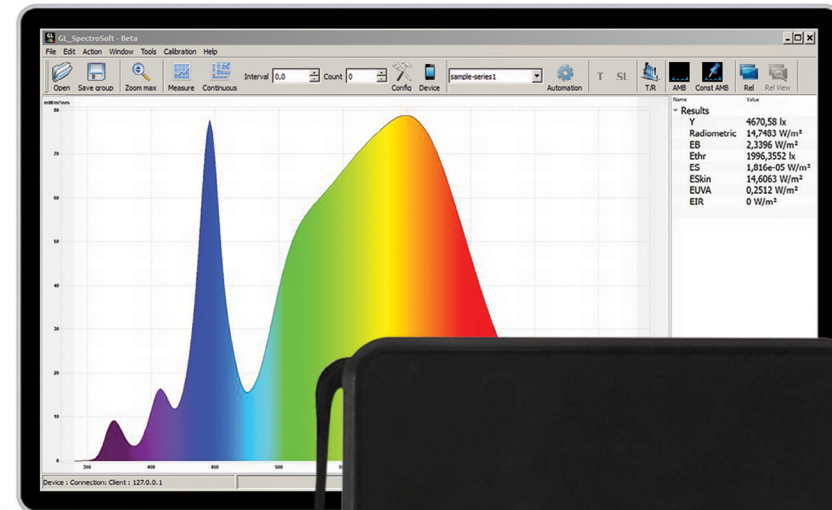 GL_SpectroSoft - Beta
File Edit Action Window Tools Calibration Help
Open Save group Zoom max Measure Continuous Interval 0,0 Count 0 Config Device sample-series1 Automation T SL T/R AMB Const AMB Rel Rel View
mW/m²/nm
Name Value
Results
Y 4670,58 lx
Radiometric 14,7483 W/m²
EB 2,3396 W/m²
Ethr 1996,3552 lx
ES 1,816e-05 W/m²
ESkin 14,6063 W/m²
EUVA 0,2512 W/m²
EIR 0 W/m²
80
70
60
50
40
30
20
10
0
350 400 450 500
Device : Connection: Client : 127.0.0.1